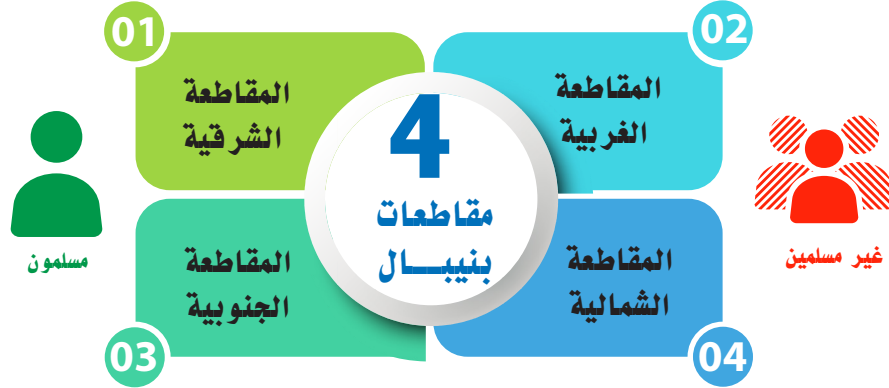 01
المقاطعة
الشرقية
02
المقاطعة
الغربية
4
مقاطعات
بنيبـــال
مسلمون
غير مسلمين
المقاطعة
الجنوبية
03
المقاطعة
الشمالية
04